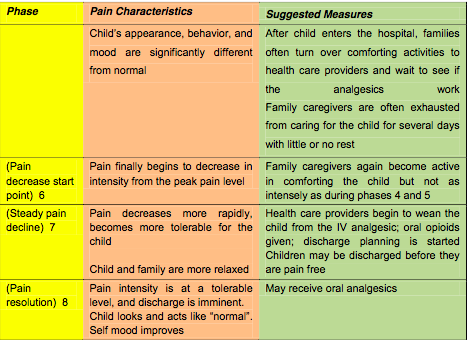 Phase Pain Characteristics Suggested Measures
Child's appearance, behavior, and
mood are significantly different
from normal
After child enters the hospital, families
often turn over comforting activities to
health care providers and wait to see if
the analgesics work
Family caregivers are often exhausted
from caring for the child for several days
with little or no rest
(Pain
decrease start
point) 6
Pain finally begins to decrease in
intensity from the peak pain level
Family caregivers again become active
in comforting the child but not as
intensely as during phases 4 and 5
(Steady pain
decline) 7
Pain decreases more rapidly,
becomes more tolerable for the
child
Child and family are more relaxed
Health care providers begin to wean the
child from the IV analgesic; oral opioids
given; discharge planning is started
Children may be discharged before they
are pain free
(Pain
resolution) 8
Pain intensity is at a tolerable
level, and discharge is imminent.
Child looks and acts like "normal".
Self mood improves
May receive oral analgesics